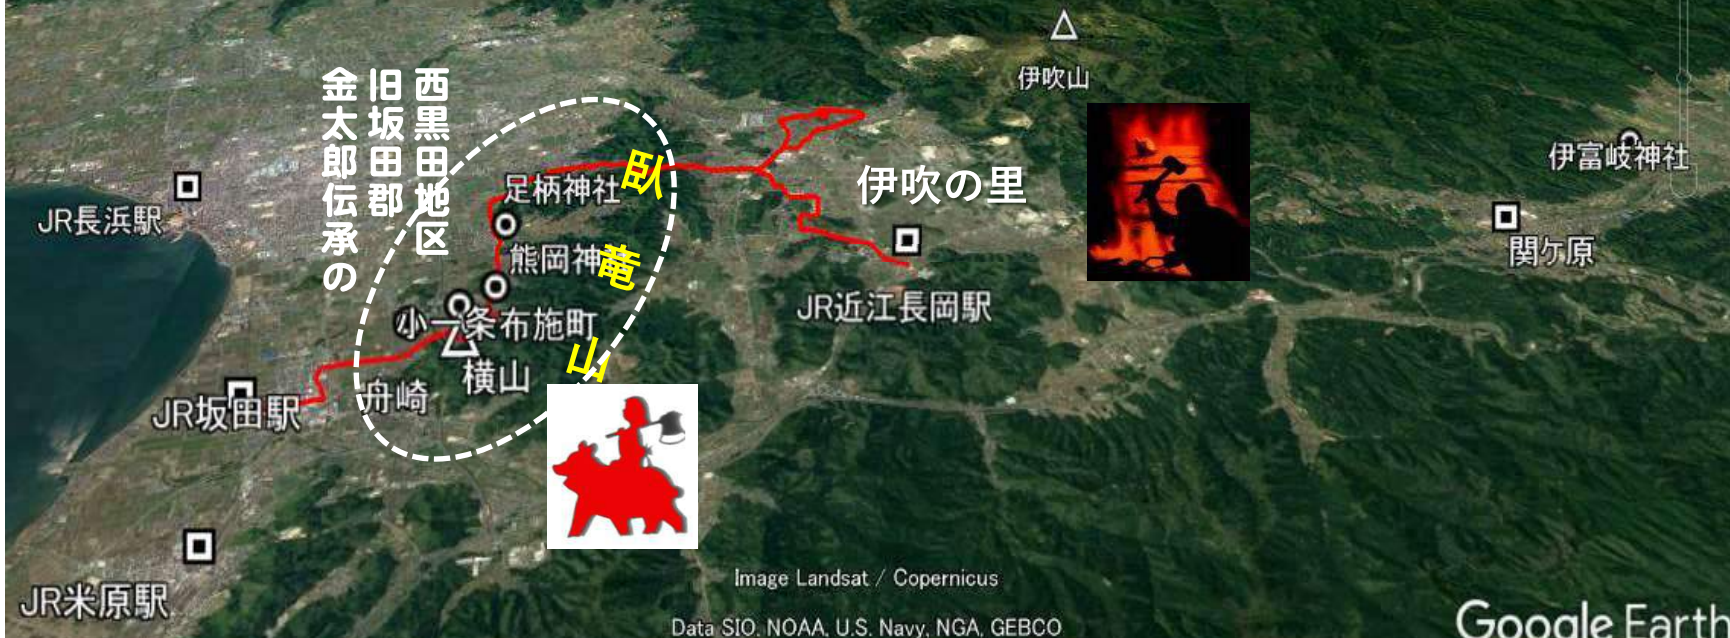 伊吹山
西黒田地区
旧坂田郡
金太郎伝承の
伊富岐神社
足柄神社
臥竜山
伊吹の里
JR長浜駅
関ケ原
熊岡神
JR近江長岡駅
小一条布施町
横山
舟崎
JR坂田駅
JR米原駅
Image Landsat / Copernicus
Data SIO, NOAA, U.S. Navy, NGA, GEBCO
Google Earth